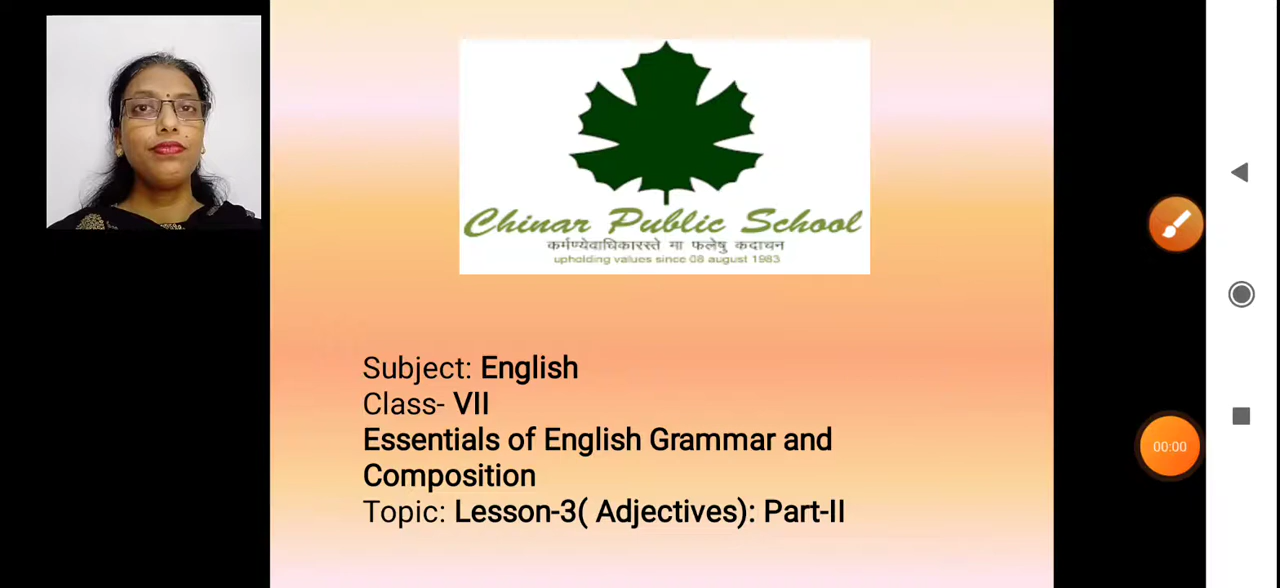 Chinar Public School
कर्मण्येवाधिकारस्ते मा फलेषु कदाचन
upholding values since 08 august 1983
Subject: English
Class- VII
Essentials of English Grammar and
Composition
Topic: Lesson-3( Adjectives): Part-II
00:00